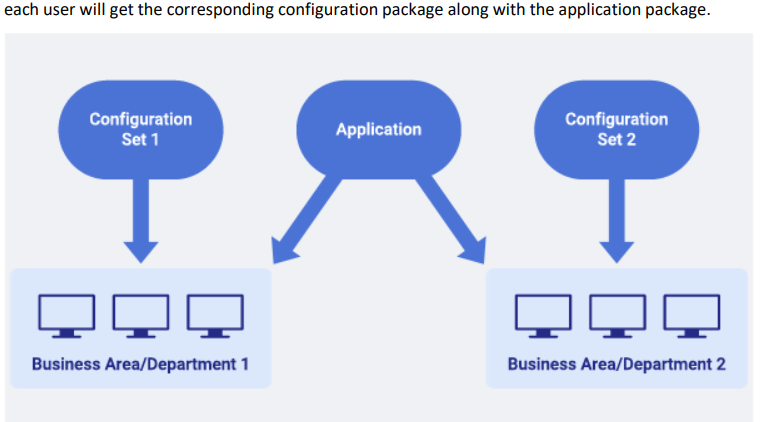 each user will get the corresponding configuration package along with the application package.
Configuration
Set 1
Application
Configuration
Set 2
Business Area/Department 1
Business Area/Department 2